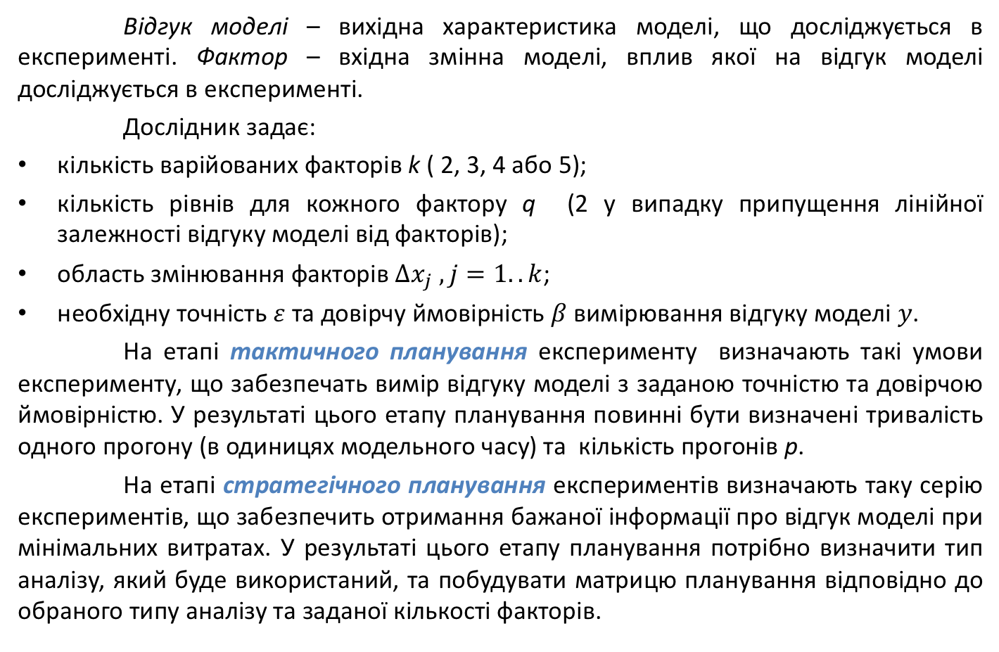 Відгук моделі – вихідна характеристика моделі, що досліджується в
експерименті. Фактор – вхідна змінна моделі, вплив якої на відгук моделі
досліджується в експерименті.
Дослідник задає:
• кількість варійованих факторів k ( 2, 3, 4 або 5);
• кількість рівнів для кожного фактору q (2 у випадку припущення лінійної
залежності відгуку моделі від факторів);
• область змінювання факторів Δxⱼ , j = 1. . k;
• необхідну точність ε та довірчу ймовірність β вимірювання відгуку моделі y.
На етапі тактичного планування експерименту визначають такі умови
експерименту, що забезпечать вимір відгуку моделі з заданою точністю та довірчою
ймовірністю. У результаті цього етапу планування повинні бути визначені тривалість
одного прогону (в одиницях модельного часу) та кількість прогонів p.
На етапі стратегічного планування експериментів визначають таку серію
експериментів, що забезпечить отримання бажаної інформації про відгук моделі при
мінімальних витратах. У результаті цього етапу планування потрібно визначити тип
аналізу, який буде використаний, та побудувати матрицю планування відповідно до
обраного типу аналізу та заданої кількості факторів.